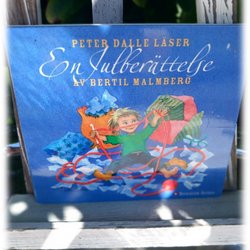 PETER DALLE LÄSER
En Julberättelse
AV BERTIL MALMBERG